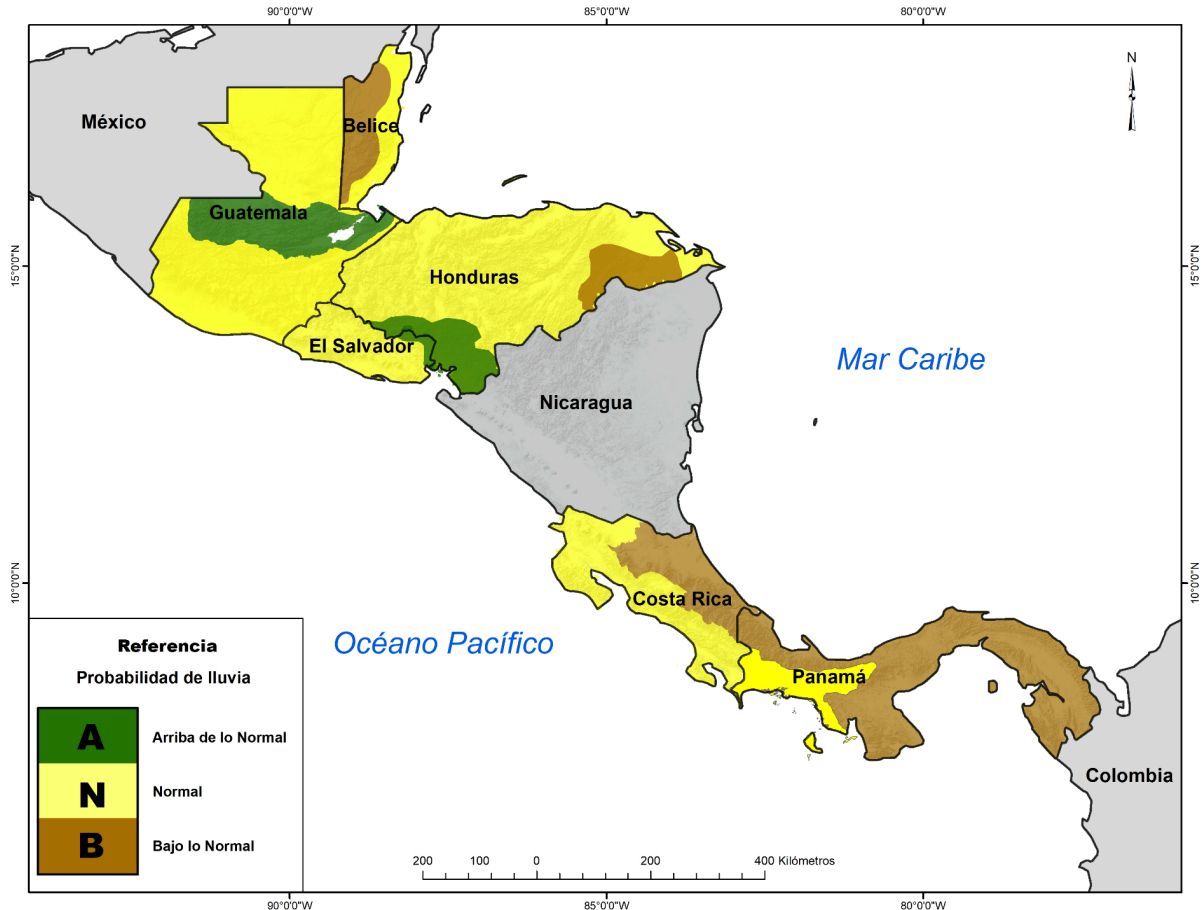 90°0'0"W
85°0'0"W
80°0'0"W
N
México
Belice
Guatemala
15°0'0"N
15°0'0"N
Honduras
El Salvador
Mar Caribe
Nicaragua
10°0'0"N
10°0'0"N
Costa Rica
Océano Pacífico
Panamá
Colombia
Referencia
Probabilidad de lluvia
A Arriba de lo Normal
N Normal
B Bajo lo Normal
200 100 0 200 400 Kilómetros
90°0'0"W
85°0'0"W
80°0'0"W